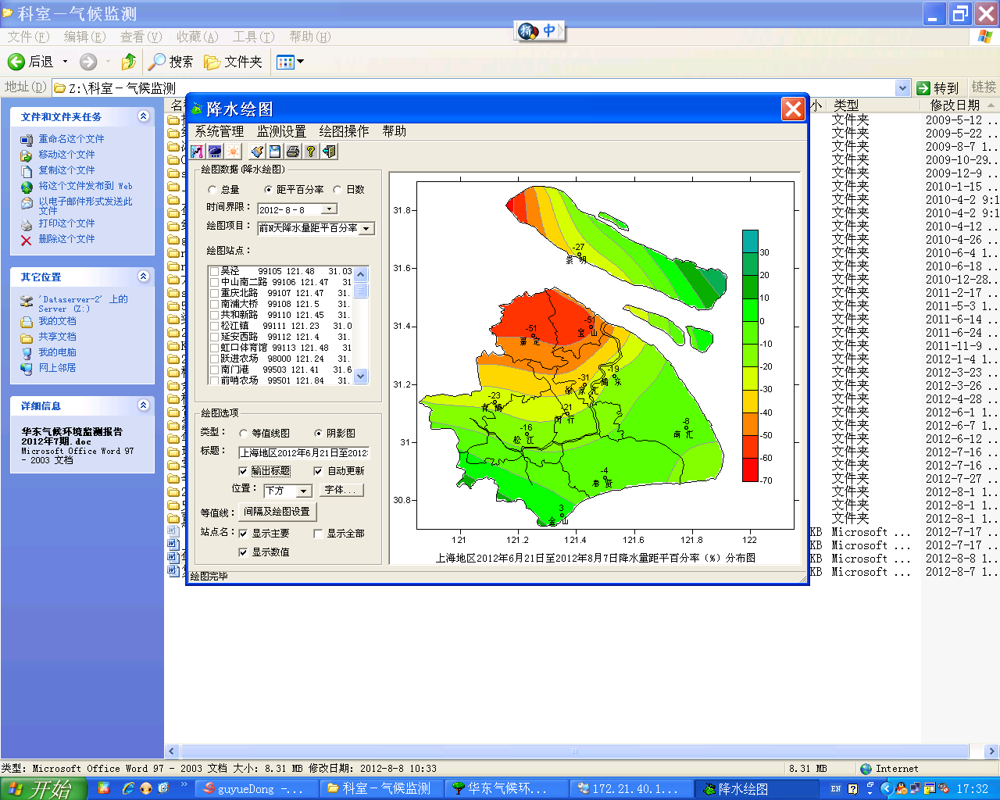 科室－气候监测
文件(F) 编辑(E) 查看(V) 收藏(A) 工具(T) 帮助(H)
拼 中
后退 搜索 文件夹
地址(D) Z:\科室－气候监测 转到 链接
小 类型 修改日期
文件和文件夹任务
重命名这个文件
移动这个文件
复制这个文件
将这个文件发布到 Web
以电子邮件形式发送此
文件
打印这个文件
删除这个文件
其它位置
'Dataserver-2' 上的
Server (Z:)
我的文档
共享文档
我的电脑
网上邻居
详细信息
华东气候环境监测报告
2012年7期.doc
Microsoft Office Word 97
- 2003 文档
降水绘图
系统管理 监测设置 绘图操作 帮助
绘图数据(降水绘图)
总量 距平百分率 日数
时间界限： 2012- 8 - 8
绘图项目： 前N天降水量距平百分率
绘图站点：
吴泾 99105 121.48 31.03
中山南二路 99106 121.47 31
重庆北路 99107 121.47 31.
南浦大桥 99108 121.5 31.
共和新路 99110 121.45 31.
松江镇 99111 121.23 31.0
延安西路 99112 121.4 31.
虹口体育馆 99113 121.48 31
跃进农场 98000 121.24 31.
南门港 99503 121.41 31.6
前哨农场 99501 121.84 31.
绘图选项
类型： 等值线图 阴影图
标题： 上海地区2012年6月21日至2012
输出标题 自动更新
位置： 下方 字体...
等值线： 间隔及绘图设置
站点名： 显示主要 显示全部
显示数值
绘图完毕
31.8
31.6
31.4
31.2
31
30.8
121 121.2 121.4 121.6 121.8 122
-27
崇明
-51
嘉定
-51
宝山
-19
浦东
-31
徐家汇
-23
青浦
-21
闵行
-16
松江
-8
南汇
-4
奉贤
3
金山
30
20
10
0
-10
-20
-30
-40
-50
-60
-70
上海地区2012年6月21日至2012年8月7日降水量距平百分率（%）分布图
文件夹 2009-5-12 ...
文件夹 2009-5-22 ...
文件夹 2009-8-7 1...
文件夹 2009-10-29...
文件夹 2009-12-9 ...
文件夹 2010-1-15 ...
文件夹 2010-4-2 9:1
文件夹 2010-4-2 9:1
文件夹 2010-4-12 ...
文件夹 2010-4-26 ...
文件夹 2010-6-4 1...
文件夹 2010-6-18 ...
文件夹 2010-12-28...
文件夹 2011-2-17 ...
文件夹 2011-5-3 1...
文件夹 2011-6-14 ...
文件夹 2011-6-24 ...
文件夹 2011-11-9 ...
文件夹 2012-1-4 1...
文件夹 2012-3-23 ...
文件夹 2012-3-26 ...
文件夹 2012-4-28 ...
文件夹 2012-6-1 1...
文件夹 2012-6-7 1...
文件夹 2012-6-12 ...
文件夹 2012-7-16 ...
文件夹 2012-7-16 ...
文件夹 2012-7-27 ...
文件夹 2012-8-1 1...
文件夹 2012-8-1 1...
文件夹 2012-8-1 1...
KB Microsoft ... 2012-7-17 ...
KB Microsoft ... 2012-7-17 ...
KB Microsoft ... 2012-8-8 1...
KB Microsoft ... 2012-8-7 1...
类型: Microsoft Office Word 97 - 2003 文档 大小: 8.31 MB 修改日期: 2012-8-8 10:33 8.31 MB Internet
开始 guyueDong -... 科室－气候监测 华东气候环... 172.21.40.1... 降水绘图 EN 17:32